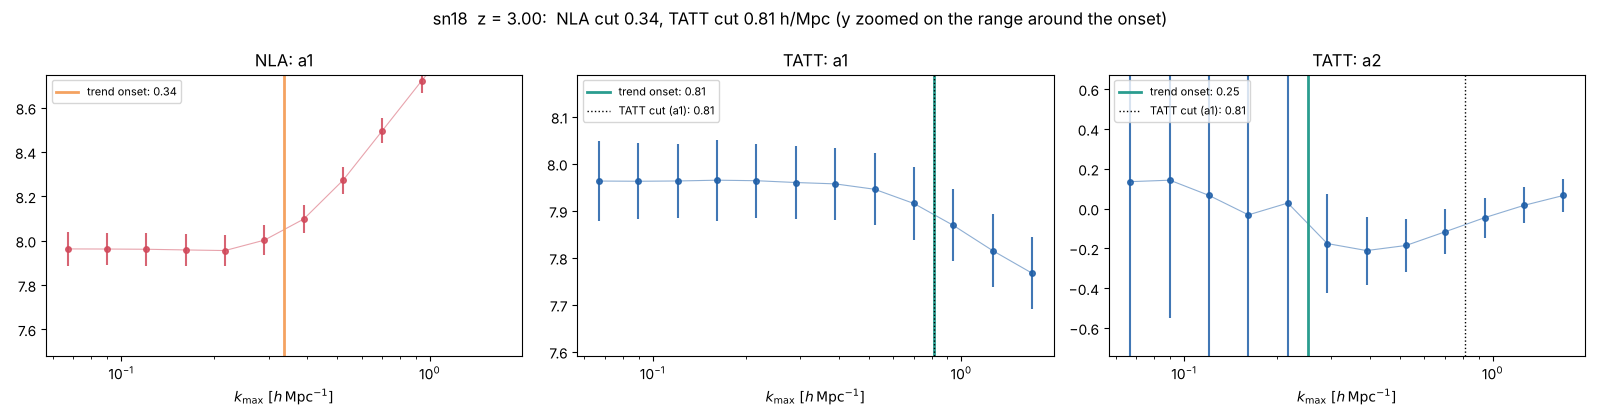 sn18  z = 3.00:  NLA cut 0.34, TATT cut 0.81 h/Mpc (y zoomed on the range around the onset)
NLA: a1
trend onset: 0.34
8.6
8.4
8.2
8.0
7.8
7.6
10⁻¹
10⁰
k_max [h Mpc⁻¹]
TATT: a1
trend onset: 0.81
TATT cut (a1): 0.81
8.1
8.0
7.9
7.8
7.7
7.6
10⁻¹
10⁰
k_max [h Mpc⁻¹]
TATT: a2
trend onset: 0.25
TATT cut (a1): 0.81
0.6
0.4
0.2
0.0
−0.2
−0.4
−0.6
10⁻¹
10⁰
k_max [h Mpc⁻¹]